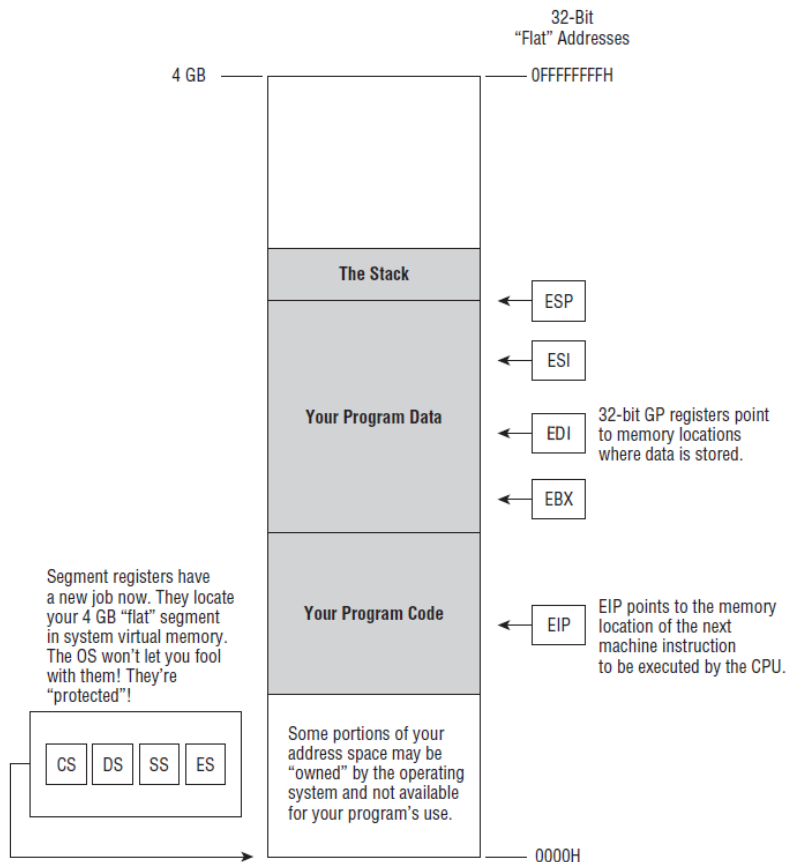 32-Bit
“Flat” Addresses
4 GB
0FFFFFFFFH
The Stack
ESP
ESI
Your Program Data
EDI
32-bit GP registers point
to memory locations
where data is stored.
EBX
Segment registers have
a new job now. They locate
your 4 GB “flat” segment
in system virtual memory.
The OS won’t let you fool
with them! They’re
“protected”!
Your Program Code
EIP
EIP points to the memory
location of the next
machine instruction
to be executed by the CPU.
CS DS SS ES
Some portions of your
address space may be
“owned” by the operating
system and not available
for your program’s use.
0000H